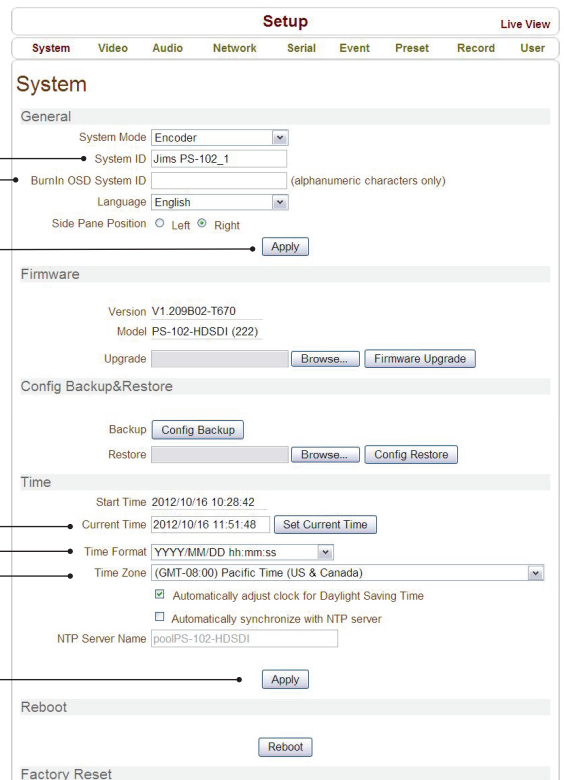 Setup
Live View
System Video Audio Network Serial Event Preset Record User
System
General
System Mode Encoder
System ID Jims PS-102_1
BurnIn OSD System ID (alphanumeric characters only)
Language English
Side Pane Position Left Right
Apply
Firmware
Version V1.209B02-T670
Model PS-102-HDSDI (222)
Upgrade Browse... Firmware Upgrade
Config Backup&Restore
Backup Config Backup
Restore Browse... Config Restore
Time
Start Time 2012/10/16 10:28:42
Current Time 2012/10/16 11:51:48 Set Current Time
Time Format YYYY/MM/DD hh:mm:ss
Time Zone (GMT-08:00) Pacific Time (US & Canada)
Automatically adjust clock for Daylight Saving Time
Automatically synchronize with NTP server
NTP Server Name poolPS-102-HDSDI
Apply
Reboot
Reboot
Factory Reset